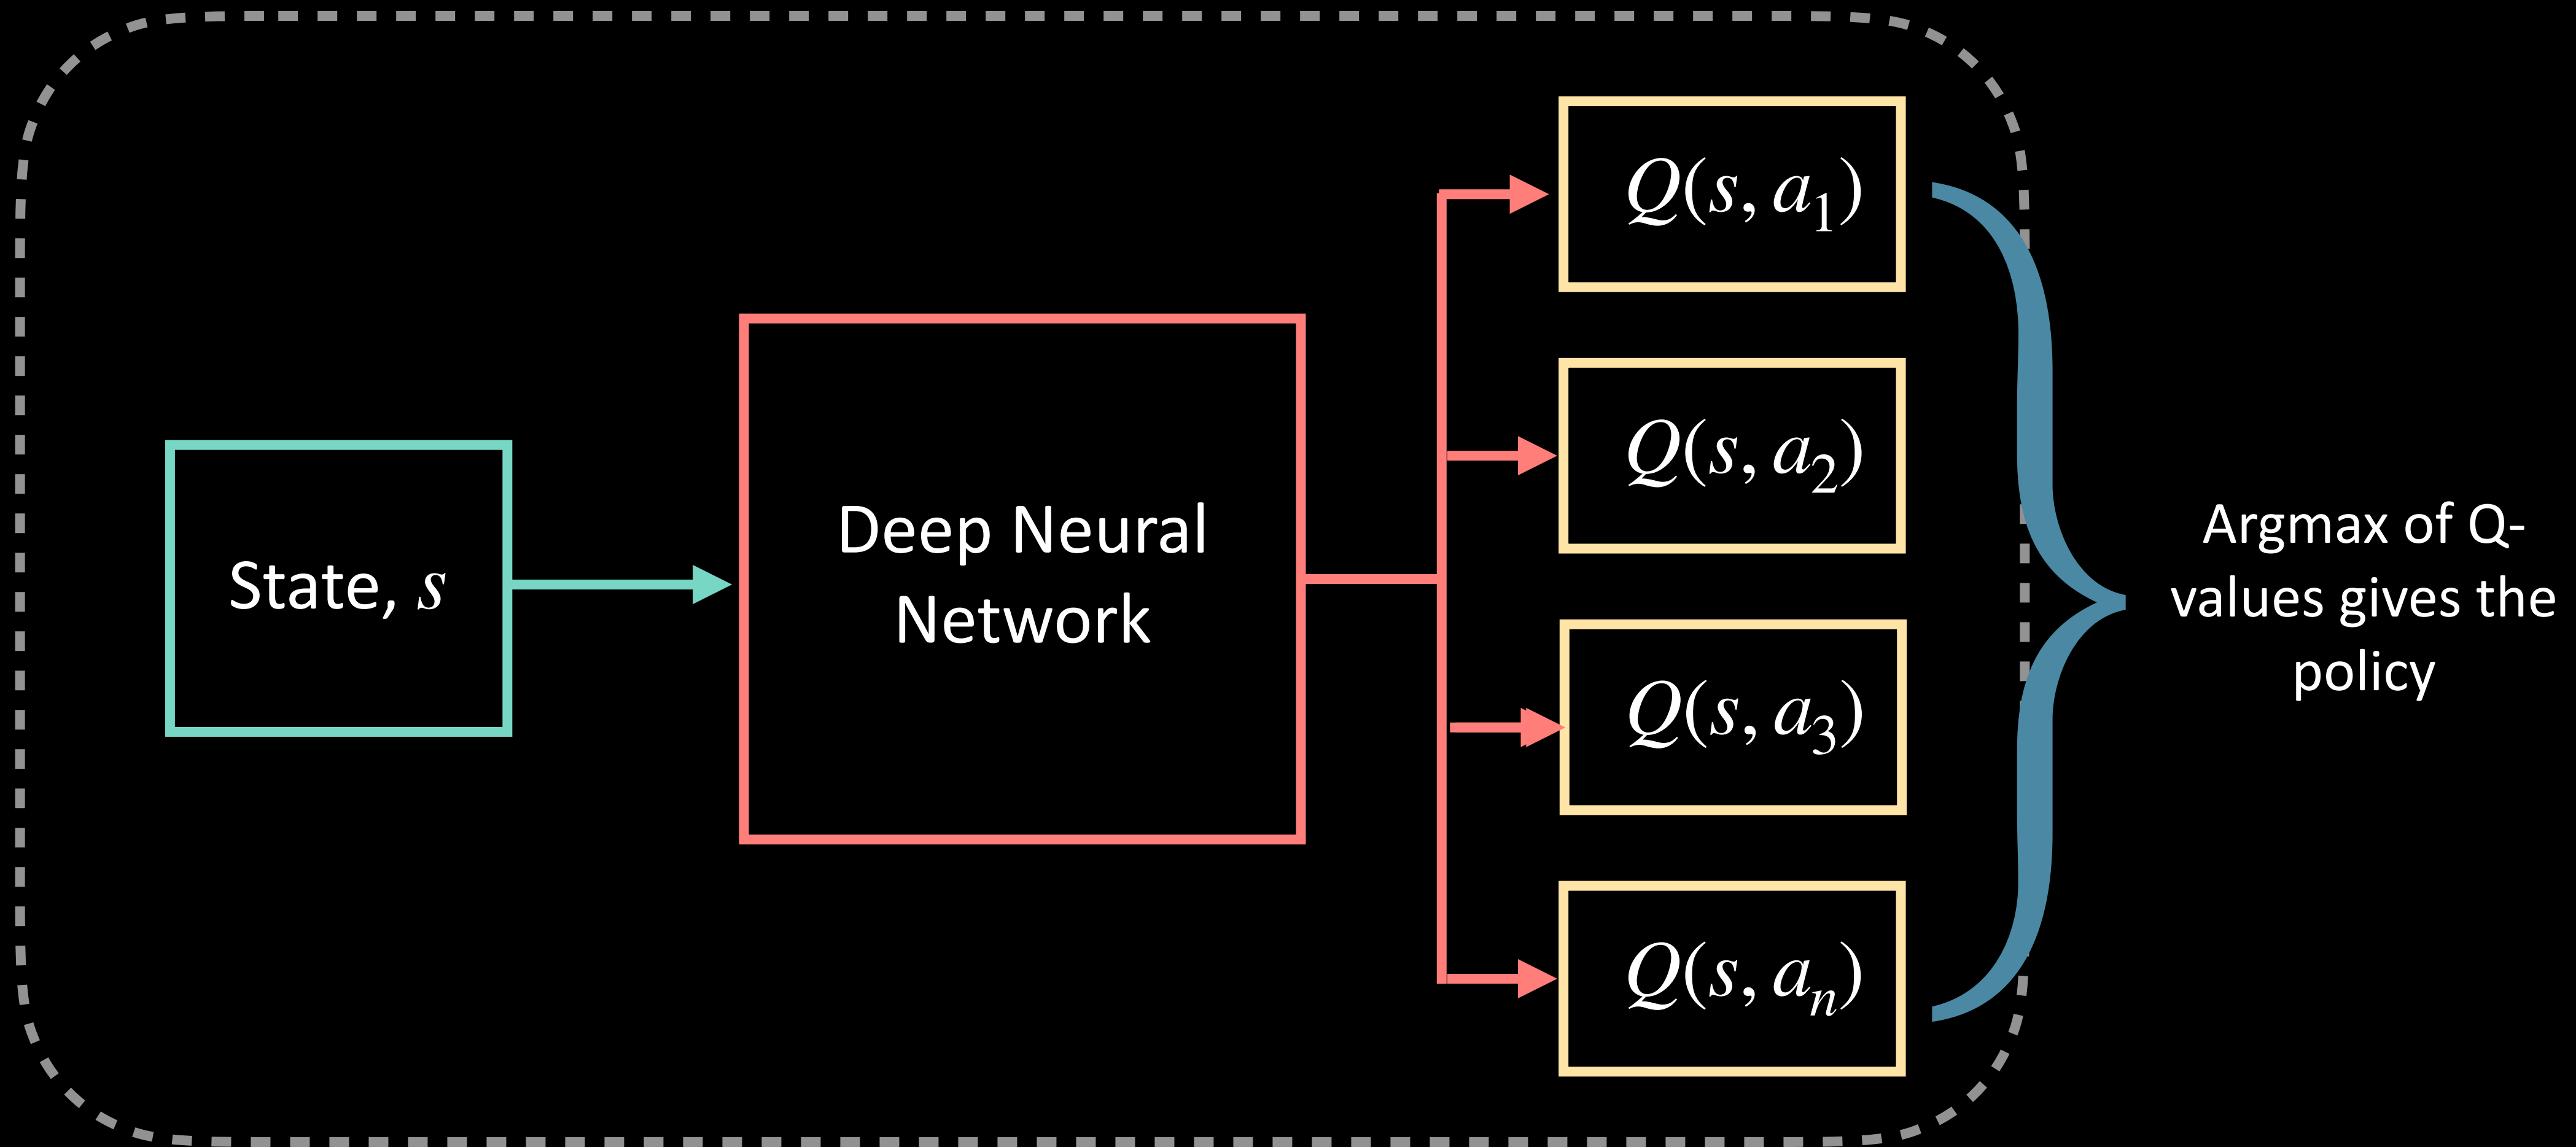 State, s
Deep Neural
Network
Q(s, a₁)
Q(s, a₂)
Q(s, a₃)
Q(s, aₙ)
Argmax of Q-
values gives the
policy